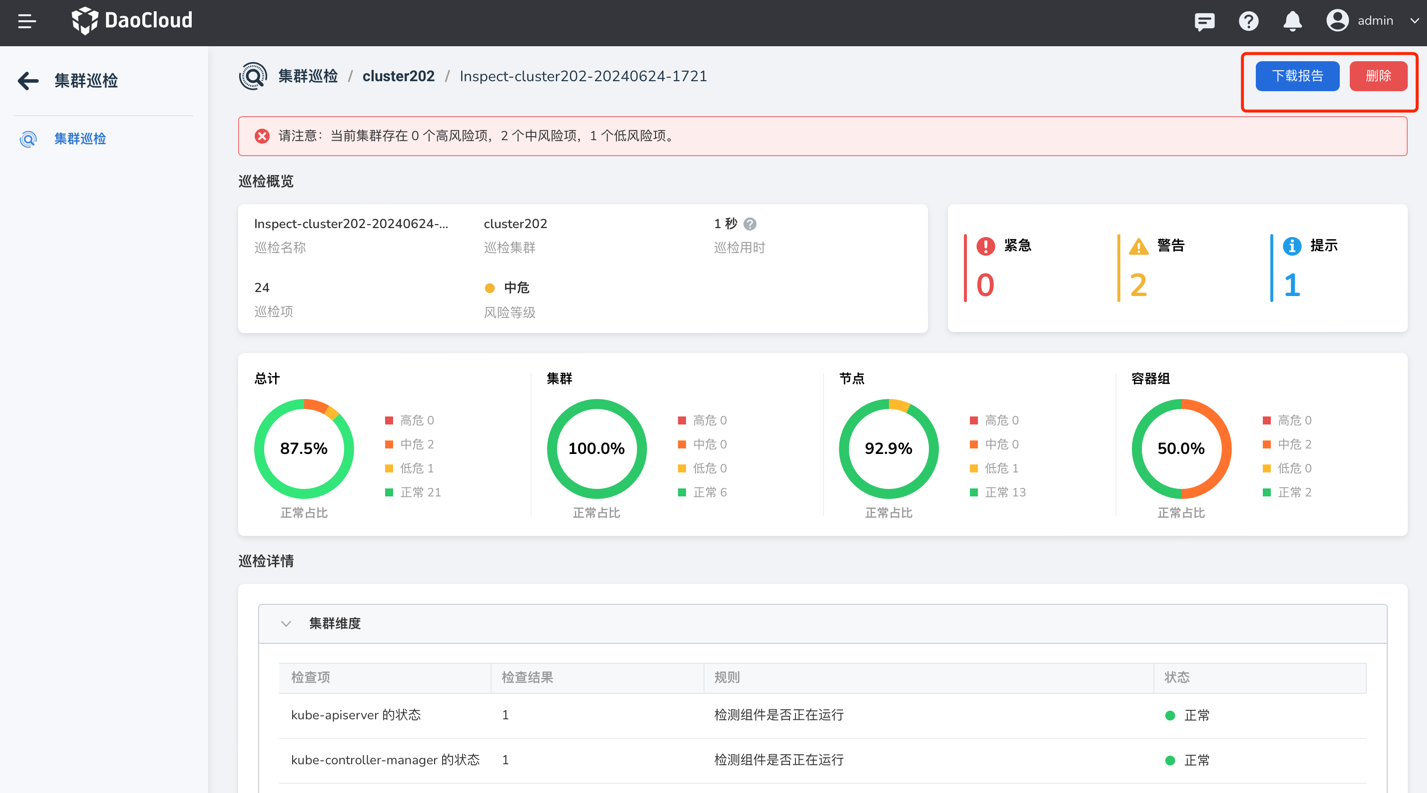 DaoCloud
admin
集群巡检
集群巡检
集群巡检 / cluster202 / Inspect-cluster202-20240624-1721
下载报告
删除
请注意：当前集群存在 0 个高风险项，2 个中风险项，1 个低风险项。
巡检概览
Inspect-cluster202-20240624-...
巡检名称
cluster202
巡检集群
1 秒
巡检用时
24
巡检项
中危
风险等级
紧急
0
警告
2
提示
1
总计
87.5%
正常占比
高危 0
中危 2
低危 1
正常 21
集群
100.0%
正常占比
高危 0
中危 0
低危 0
正常 6
节点
92.9%
正常占比
高危 0
中危 0
低危 1
正常 13
容器组
50.0%
正常占比
高危 0
中危 2
低危 0
正常 2
巡检详情
集群维度
检查项 检查结果 规则 状态
kube-apiserver 的状态 1 检测组件是否正在运行 正常
kube-controller-manager 的状态 1 检测组件是否正在运行 正常